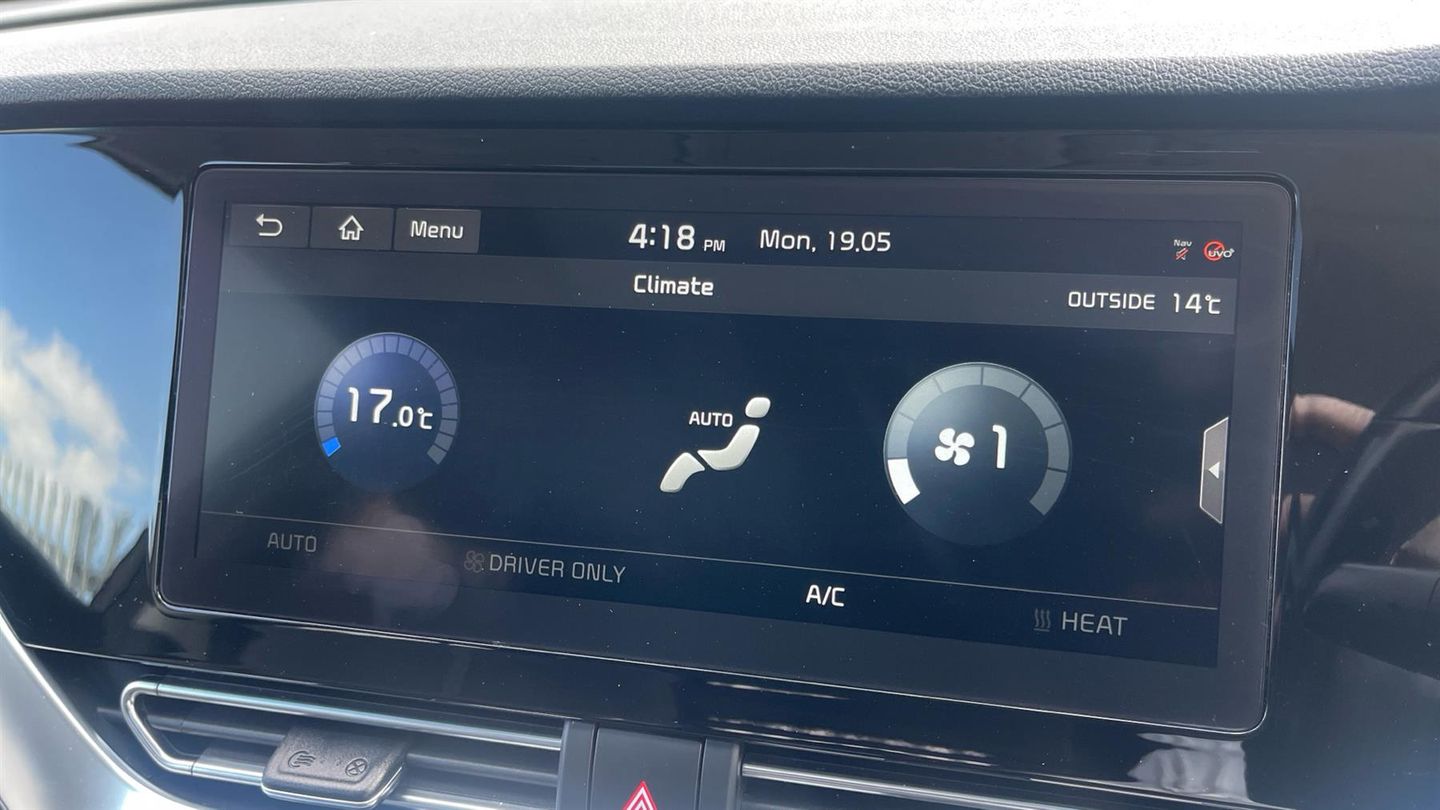 Menu 4:18 PM Mon, 19.05 Nav UVO
Climate
OUTSIDE 14°C
17.0°C
AUTO
1
AUTO
DRIVER ONLY
A/C
HEAT